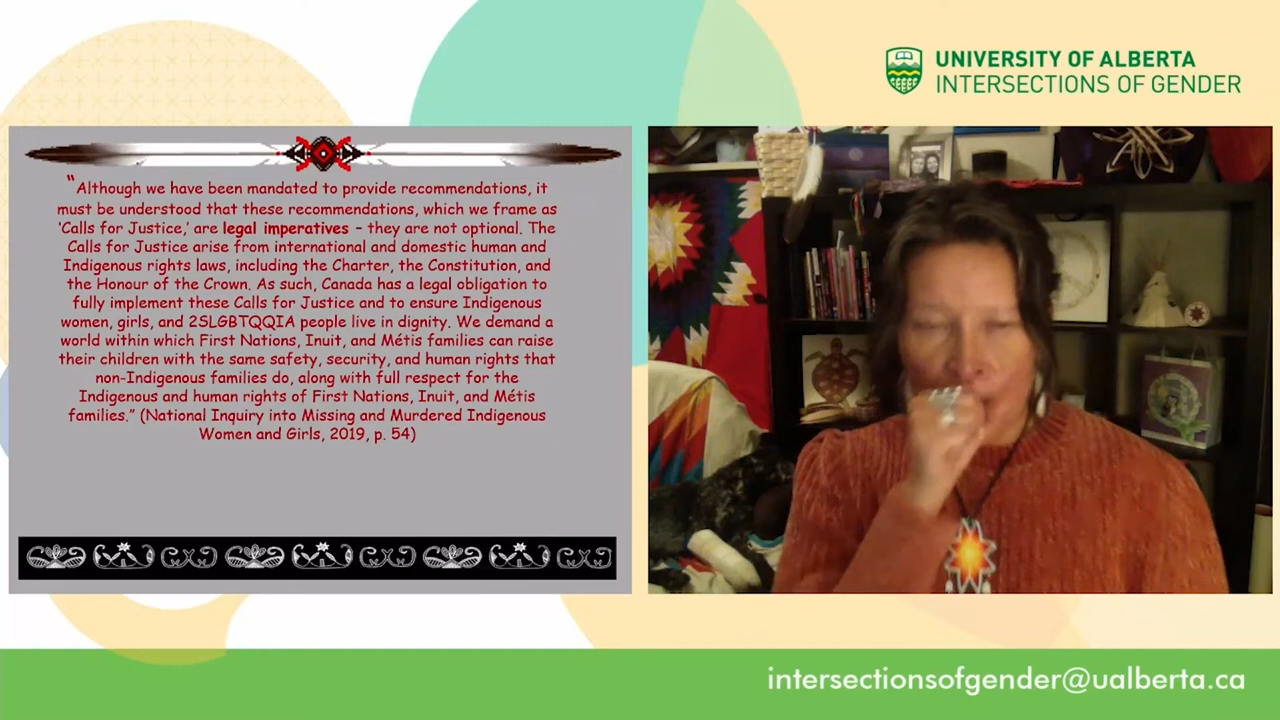 UNIVERSITY OF ALBERTA
INTERSECTIONS OF GENDER
“Although we have been mandated to provide recommendations, it
must be understood that these recommendations, which we frame as
‘Calls for Justice,’ are legal imperatives – they are not optional. The
Calls for Justice arise from international and domestic human and
Indigenous rights laws, including the Charter, the Constitution, and
the Honour of the Crown. As such, Canada has a legal obligation to
fully implement these Calls for Justice and to ensure Indigenous
women, girls, and 2SLGBTQQIA people live in dignity. We demand a
world within which First Nations, Inuit, and Métis families can raise
their children with the same safety, security, and human rights that
non-Indigenous families do, along with full respect for the
Indigenous and human rights of First Nations, Inuit, and Métis
families.” (National Inquiry into Missing and Murdered Indigenous
Women and Girls, 2019, p. 54)
intersectionsofgender@ualberta.ca